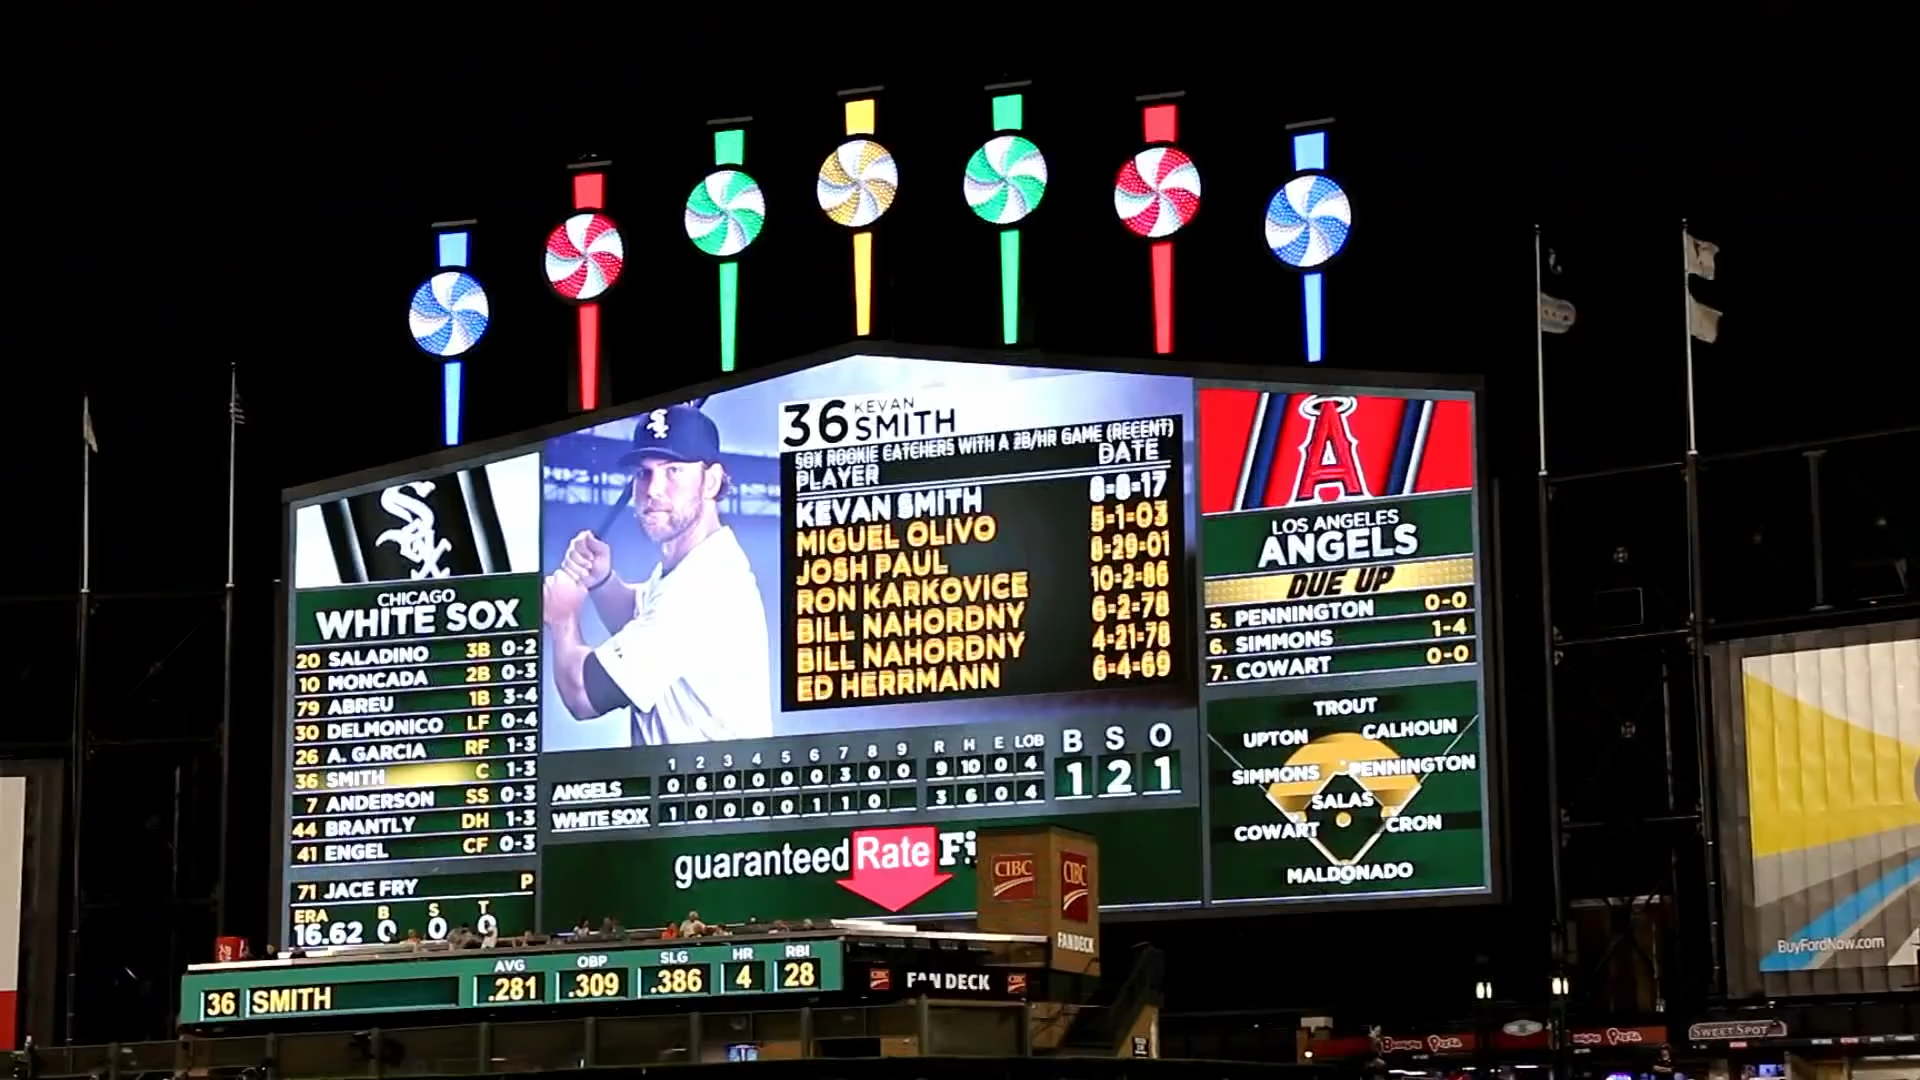 36 KEVAN SMITH
SOX ROOKIE CATCHERS WITH A 2B/HR GAME (RECENT)
PLAYER DATE
KEVAN SMITH 8-8-17
MIGUEL OLIVO 5-1-03
JOSH PAUL 8-29-01
RON KARKOVICE 10-2-86
BILL NAHORDNY 6-2-78
BILL NAHORDNY 4-21-78
ED HERRMANN 6-4-69
Sox
CHICAGO
WHITE SOX
20 SALADINO 3B 0-2
10 MONCADA 2B 0-3
79 ABREU 1B 3-4
30 DELMONICO LF 0-4
26 A. GARCIA RF 1-3
36 SMITH C 1-3
7 ANDERSON SS 0-3
44 BRANTLY DH 1-3
41 ENGEL CF 0-3
71 JACE FRY P
ERA B S T
16.62 0 0 0
A
LOS ANGELES
ANGELS
DUE UP
5. PENNINGTON 0-0
6. SIMMONS 1-4
7. COWART 0-0
TROUT
UPTON CALHOUN
SIMMONS PENNINGTON
SALAS
COWART CRON
MALDONADO
1 2 3 4 5 6 7 8 9 R H E LOB B S O
ANGELS 0 6 0 0 0 0 3 0 0 9 10 0 4 1 2 1
WHITE SOX 1 0 0 0 0 1 1 0 3 6 0 4
guaranteed Rate Fi
CIBC CIBC
FAN DECK
AVG OBP SLG HR RBI
36 SMITH .281 .309 .386 4 28
CIBC FAN DECK CIBC
BuyFordNow.com
SWEET SPOT